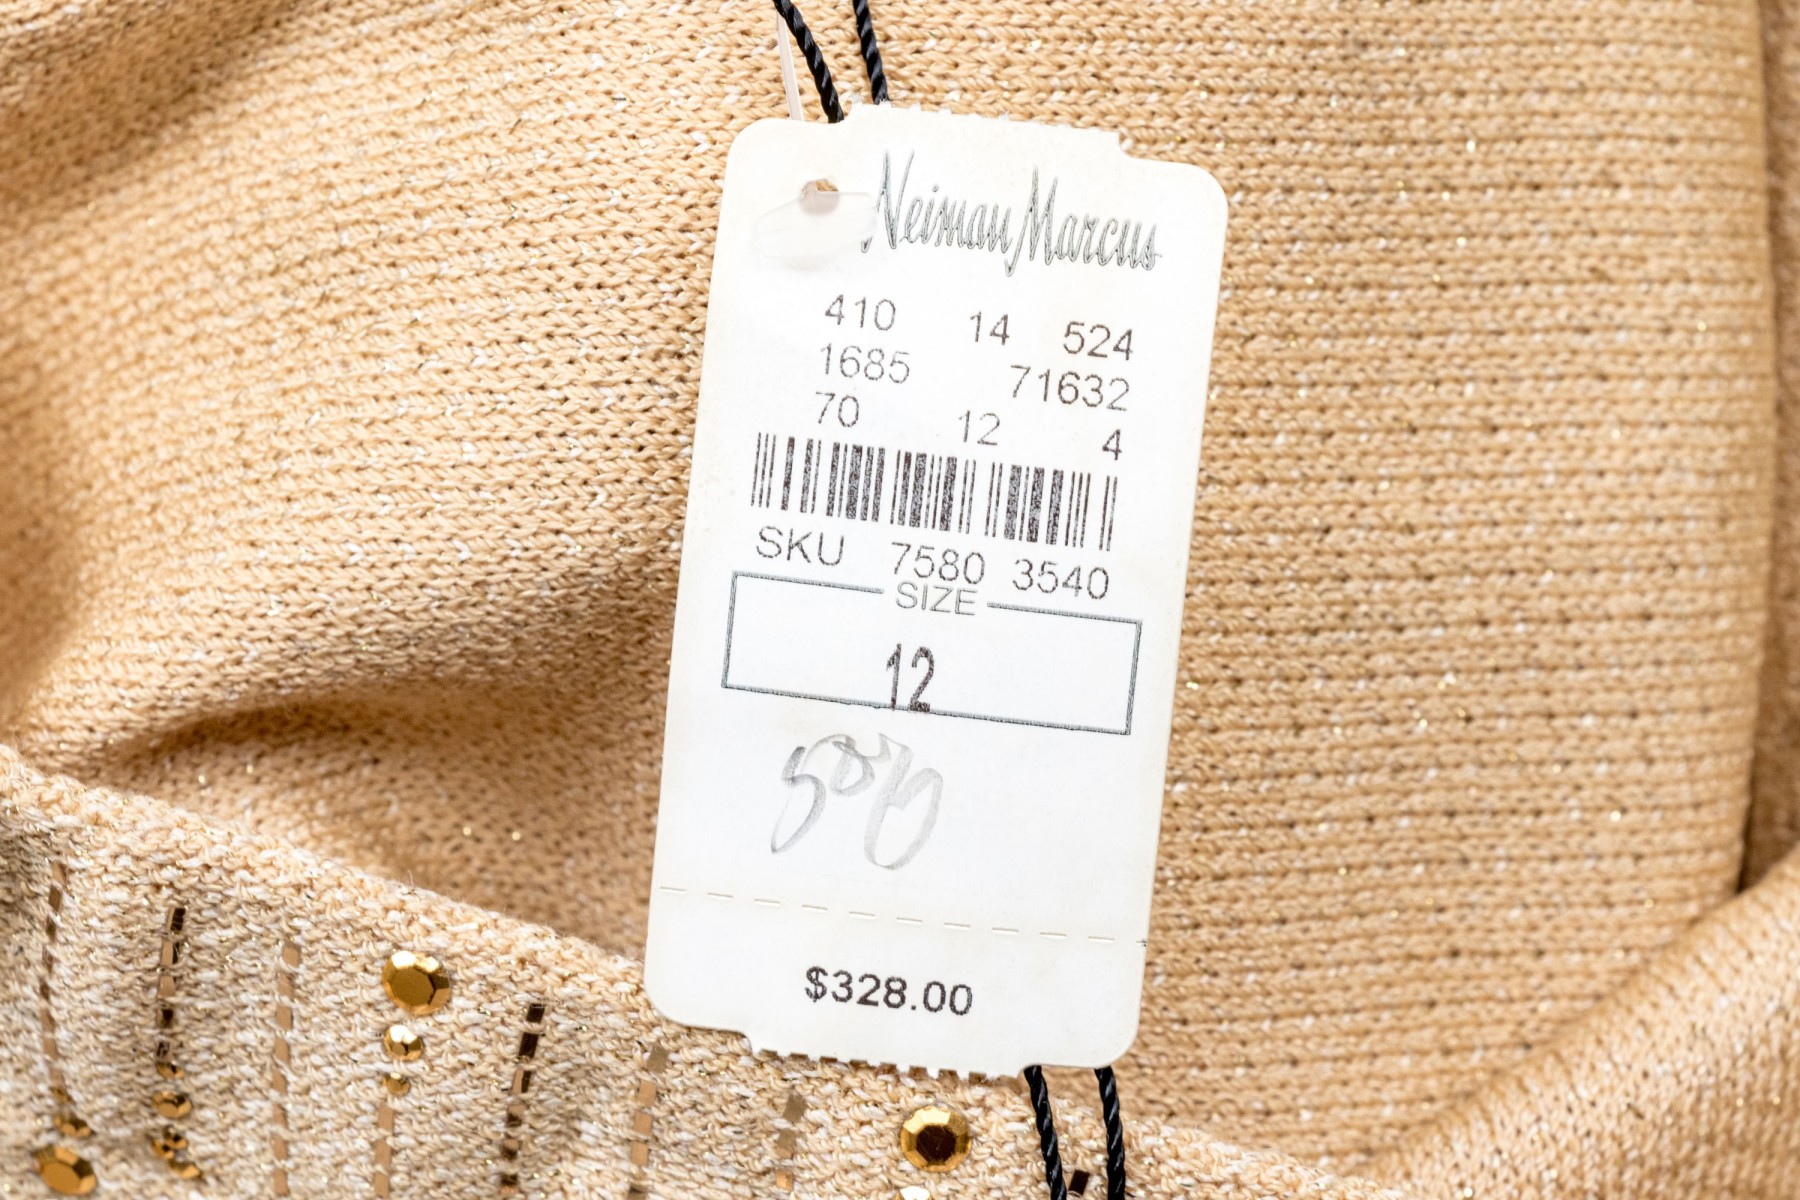 Neiman Marcus
410 14 524
1685 71632
70 12 4
SKU 7580 3540
SIZE
12
$328.00